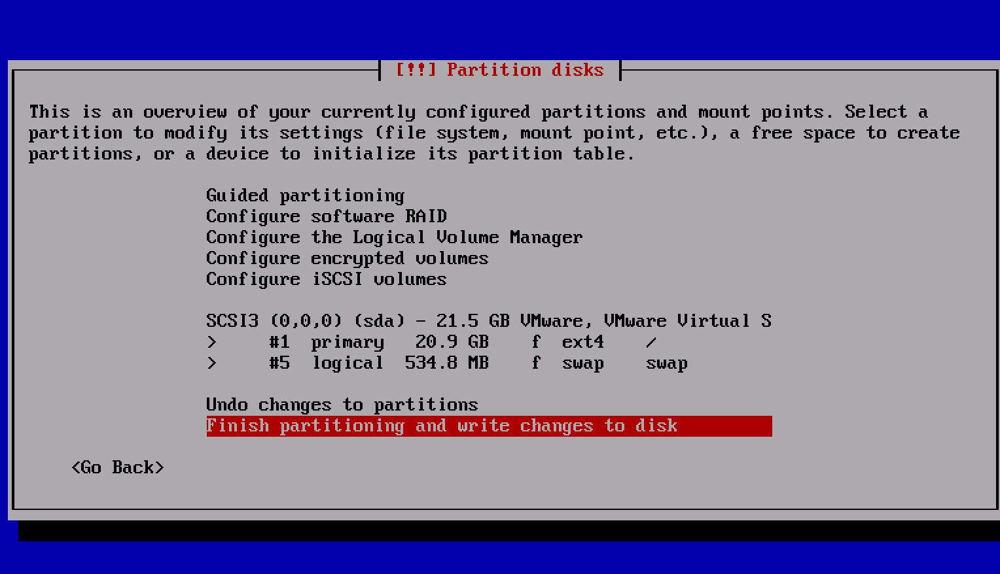 [!!] Partition disks
This is an overview of your currently configured partitions and mount points. Select a
partition to modify its settings (file system, mount point, etc.), a free space to create
partitions, or a device to initialize its partition table.
Guided partitioning
Configure software RAID
Configure the Logical Volume Manager
Configure encrypted volumes
Configure iSCSI volumes
SCSI3 (0,0,0) (sda) - 21.5 GB VMware, VMware Virtual S
>     #1  primary   20.9 GB    f  ext4    /
>     #5  logical  534.8 MB    f  swap    swap
Undo changes to partitions
Finish partitioning and write changes to disk
<Go Back>